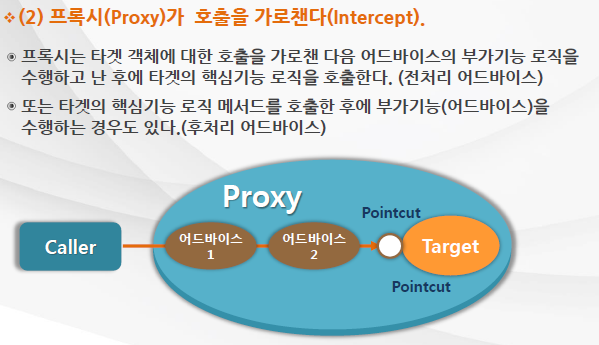 ❖(2) 프록시(Proxy)가 호출을 가로챈다(Intercept).
◉ 프록시는 타겟 객체에 대한 호출을 가로챈 다음 어드바이스의 부가기능 로직을
수행하고 난 후에 타겟의 핵심기능 로직을 호출한다. (전처리 어드바이스)
◉ 또는 타겟의 핵심기능 로직 메서드를 호출한 후에 부가기능(어드바이스)을
수행하는 경우도 있다.(후처리 어드바이스)
Proxy
Pointcut
Caller
어드바이스
1
어드바이스
2
Target
Pointcut